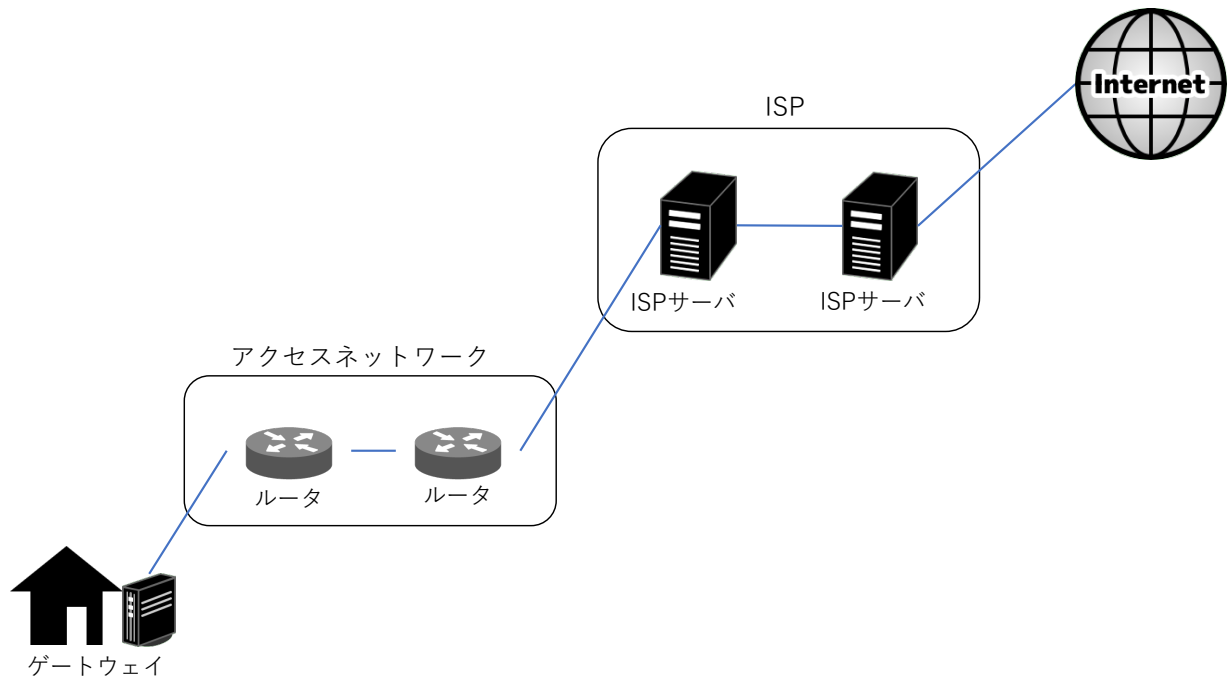 Internet
ISP
ISPサーバ
ISPサーバ
アクセスネットワーク
ルータ
ルータ
ゲートウェイ